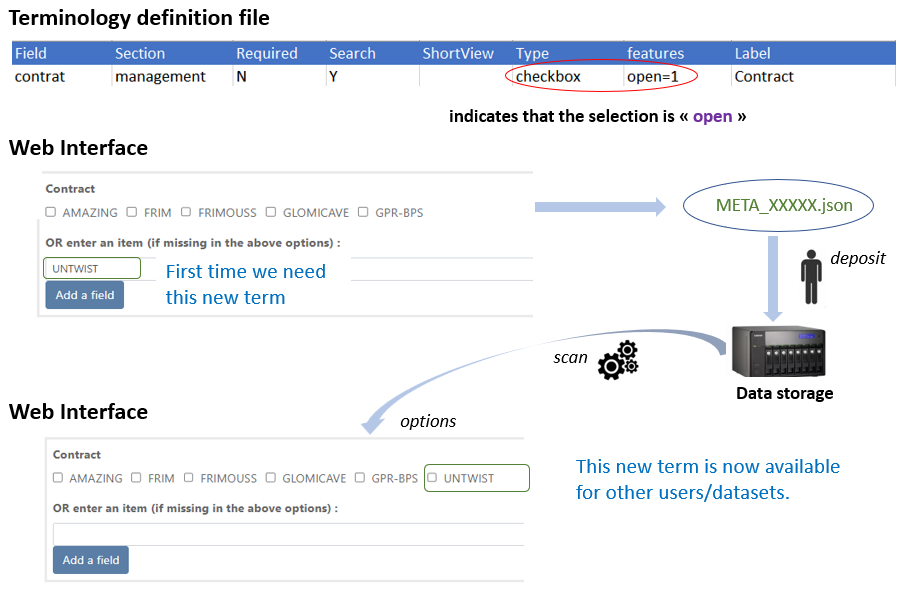 Terminology definition file
Field Section Required Search ShortView Type features Label
contrat management N Y checkbox open=1 Contract
indicates that the selection is « open »
Web Interface
Contract
AMAZING FRIM FRIMOUSS GLOMICAVE GPR-BPS
OR enter an item (if missing in the above options) :
UNTWIST
Add a field
First time we need
this new term
META_XXXXX.json
deposit
Data storage
scan
options
Web Interface
Contract
AMAZING FRIM FRIMOUSS GLOMICAVE GPR-BPS UNTWIST
OR enter an item (if missing in the above options) :
Add a field
This new term is now available
for other users/datasets.